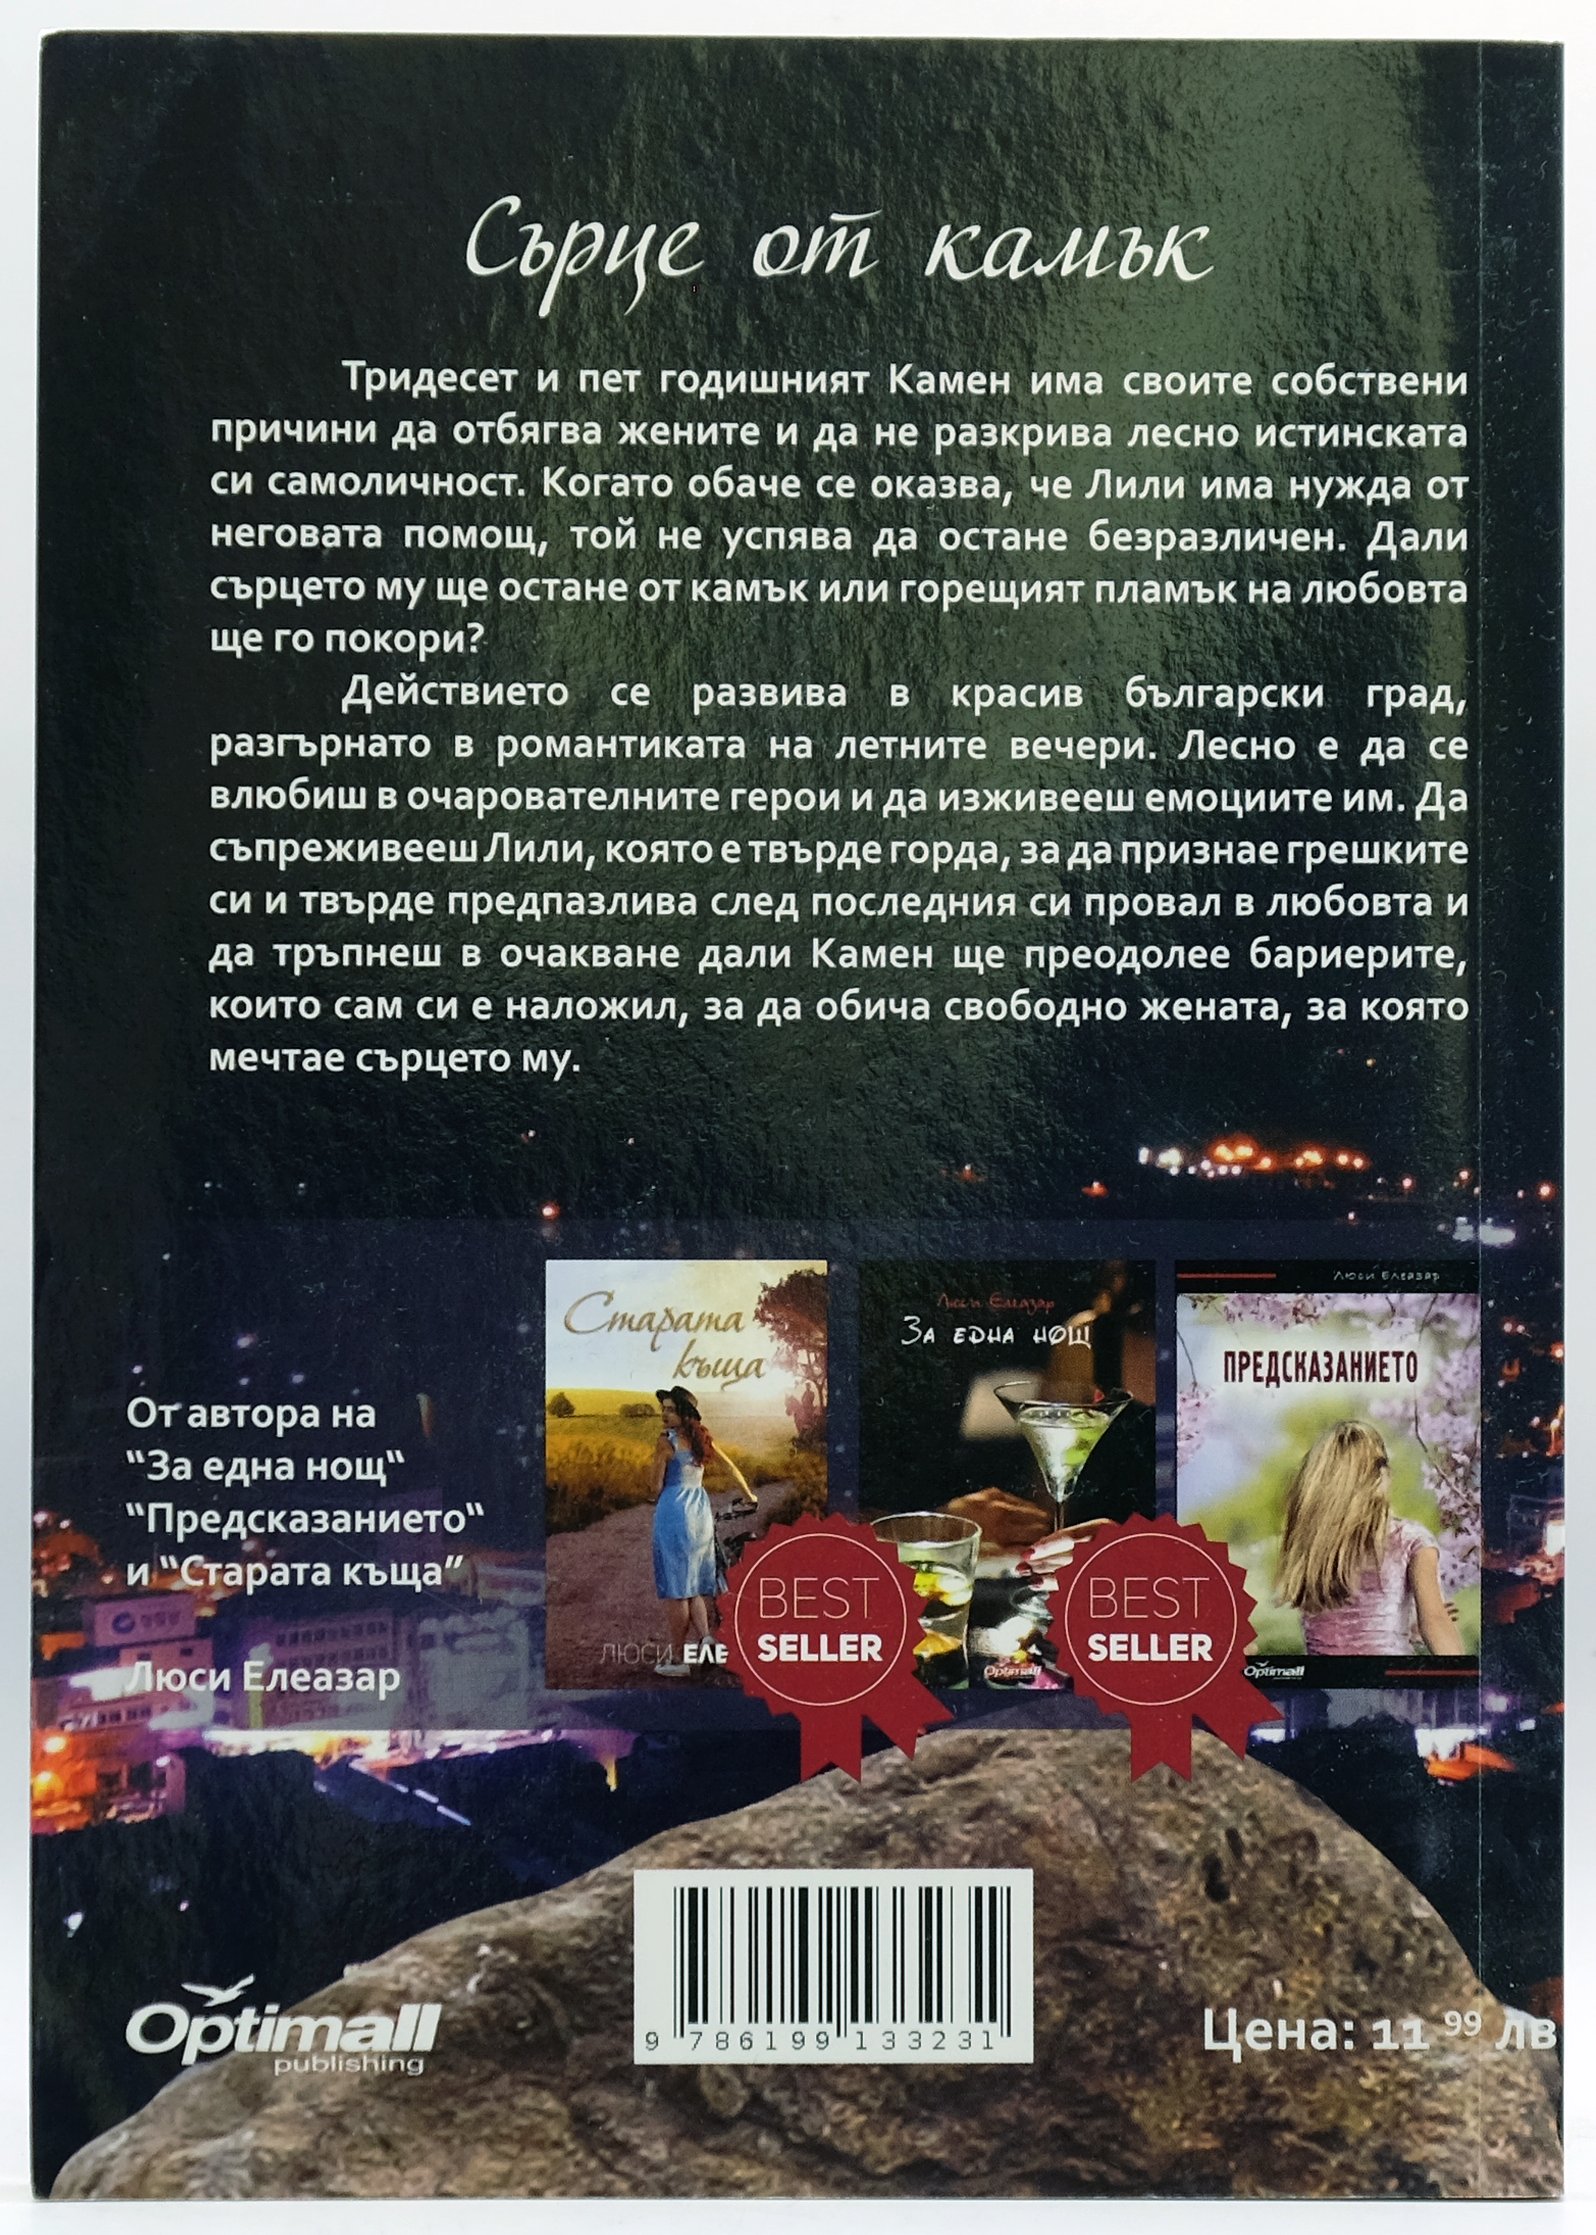 Сърце от камък
Тридесет и пет годишният Камен има своите собствени
причини да отбягва жените и да не разкрива лесно истинската
си самоличност. Когато обаче се оказва, че Лили има нужда от
неговата помощ, той не успява да остане безразличен. Дали
сърцето му ще остане от камък или горещият пламък на любовта
ще го покори?
Действието се развива в красив български град,
разгърнато в романтиката на летните вечери. Лесно е да се
влюбиш в очарователните герои и да изживееш емоциите им. Да
съпреживееш Лили, която е твърде горда, за да признае грешките
си и твърде предпазлива след последния си провал в любовта и
да тръпнеш в очакване дали Камен ще преодолее бариерите,
които сам си е наложил, за да обича свободно жената, за която
мечтае сърцето му.
От автора на
“За една нощ“
“Предсказанието“
и “Старата къща”
Люси Елеазар
Старата
къща
ЛЮСИ ЕЛЕ
BEST
SELLER
Люси Елеазар
За една нощ
Optimall
BEST
SELLER
Люси Елеазар
ПРЕДСКАЗАНИЕТО
Optimall
Optimall
publishing
9 786199 133231
Цена: 11 99 лв